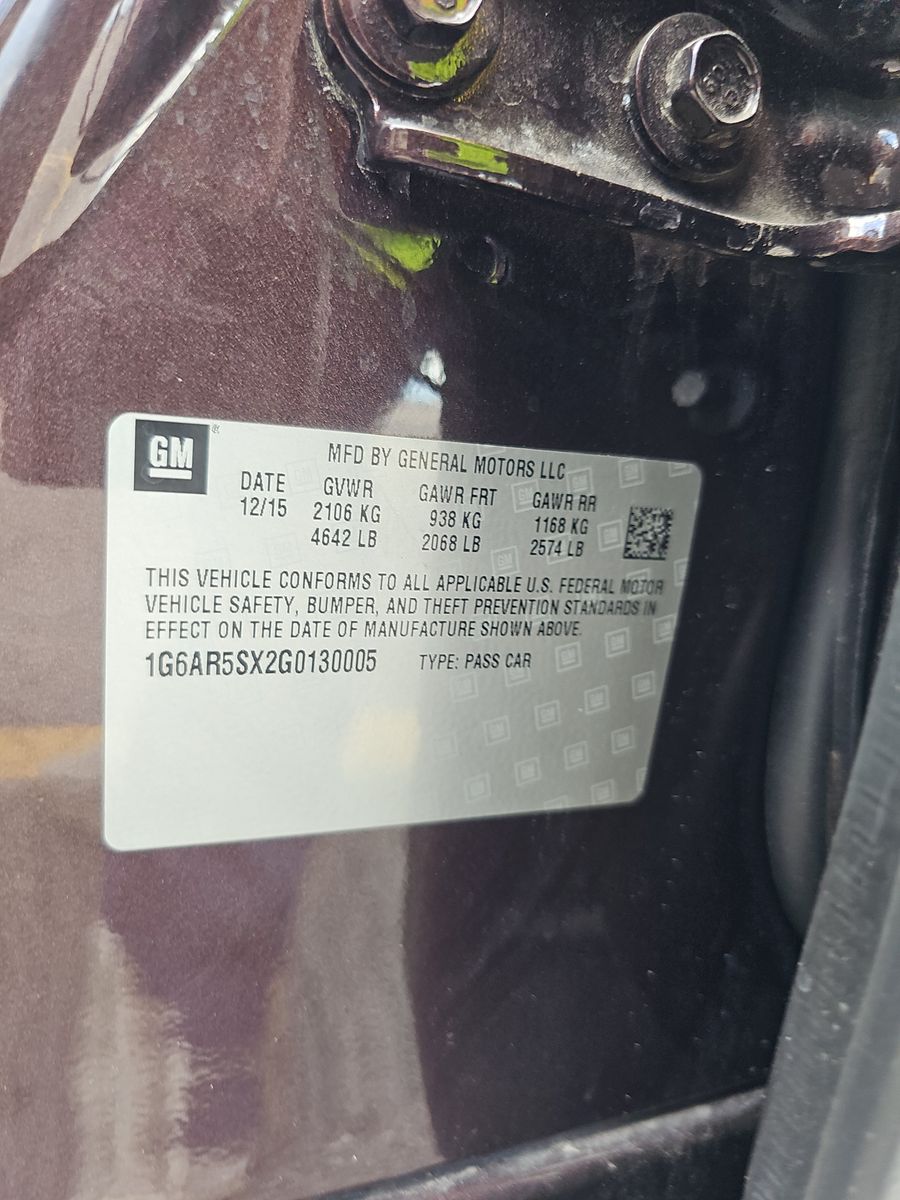 GM®
MFD BY GENERAL MOTORS LLC
DATE GVWR GAWR FRT GAWR RR
12/15 2106 KG 938 KG 1168 KG
4642 LB 2068 LB 2574 LB
THIS VEHICLE CONFORMS TO ALL APPLICABLE U.S. FEDERAL MOTOR
VEHICLE SAFETY, BUMPER, AND THEFT PREVENTION STANDARDS IN
EFFECT ON THE DATE OF MANUFACTURE SHOWN ABOVE.
1G6AR5SX2G0130005 TYPE: PASS CAR